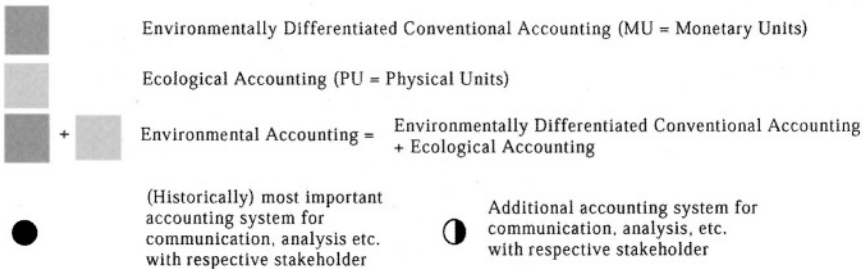 Environmentally Differentiated Conventional Accounting (MU = Monetary Units)
Ecological Accounting (PU = Physical Units)
+ Environmental Accounting = Environmentally Differentiated Conventional Accounting
+ Ecological Accounting
(Historically) most important
accounting system for
communication, analysis etc.
with respective stakeholder
Additional accounting system for
communication, analysis, etc.
with respective stakeholder